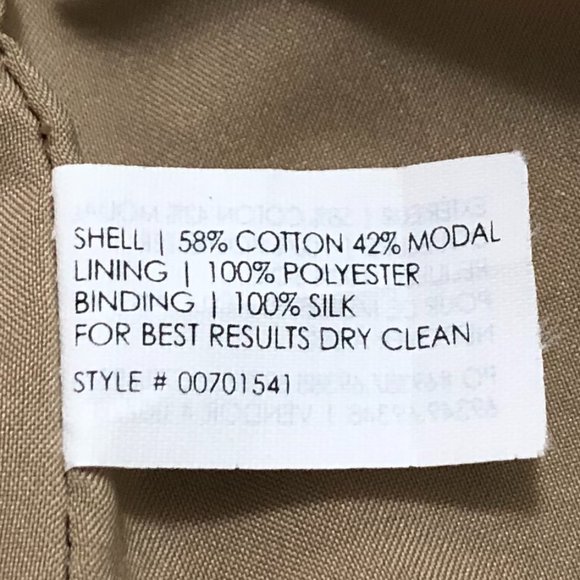 SHELL | 58% COTTON 42% MODAL
LINING | 100% POLYESTER
BINDING | 100% SILK
FOR BEST RESULTS DRY CLEAN
STYLE # 00701541